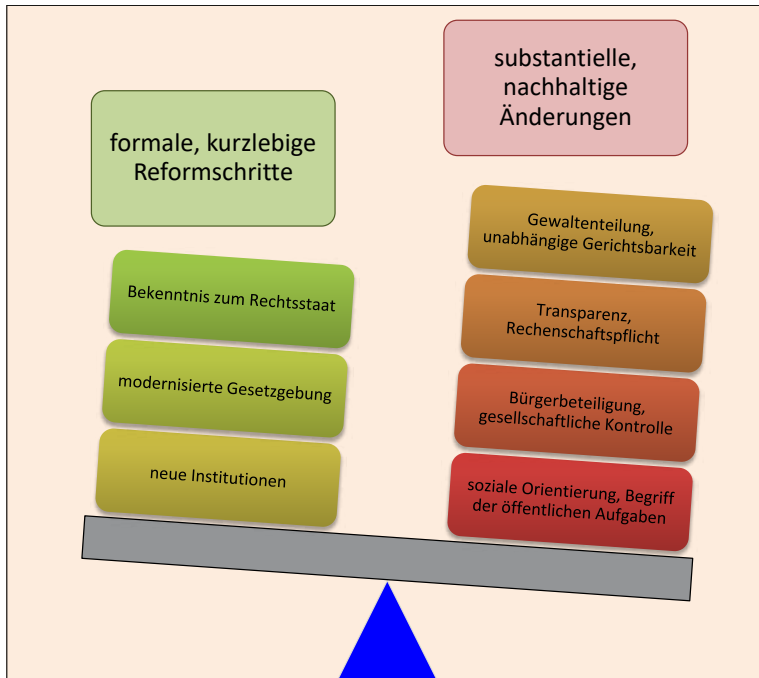 formale, kurzlebige
Reformschritte
Bekenntnis zum Rechtsstaat
modernisierte Gesetzgebung
neue Institutionen
substantielle,
nachhaltige
Änderungen
Gewaltenteilung,
unabhängige Gerichtsbarkeit
Transparenz,
Rechenschaftspflicht
Bürgerbeteiligung,
gesellschaftliche Kontrolle
soziale Orientierung, Begriff
der öffentlichen Aufgaben